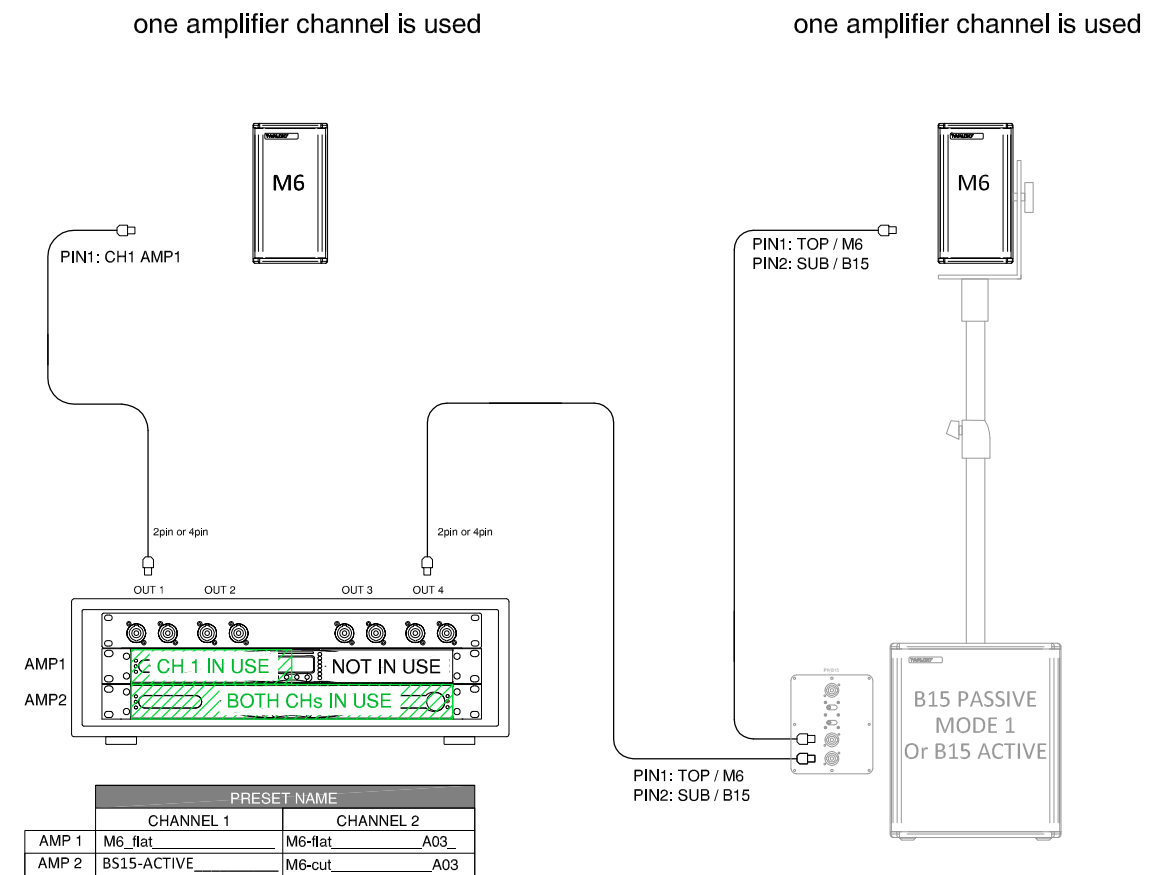 one amplifier channel is used
one amplifier channel is used
M6
M6
PIN1: CH1 AMP1
PIN1: TOP / M6
PIN2: SUB / B15
2pin or 4pin
2pin or 4pin
OUT 1
OUT 2
OUT 3
OUT 4
AMP1
CH 1 IN USE
NOT IN USE
AMP2
BOTH CHs IN USE
B15 PASSIVE
MODE 1
Or B15 ACTIVE
PIN1: TOP / M6
PIN2: SUB / B15
PRESET NAME
CHANNEL 1
CHANNEL 2
AMP 1
M6_flat
M6-flat
A03_
AMP 2
BS15-ACTIVE
M6-cut
A03